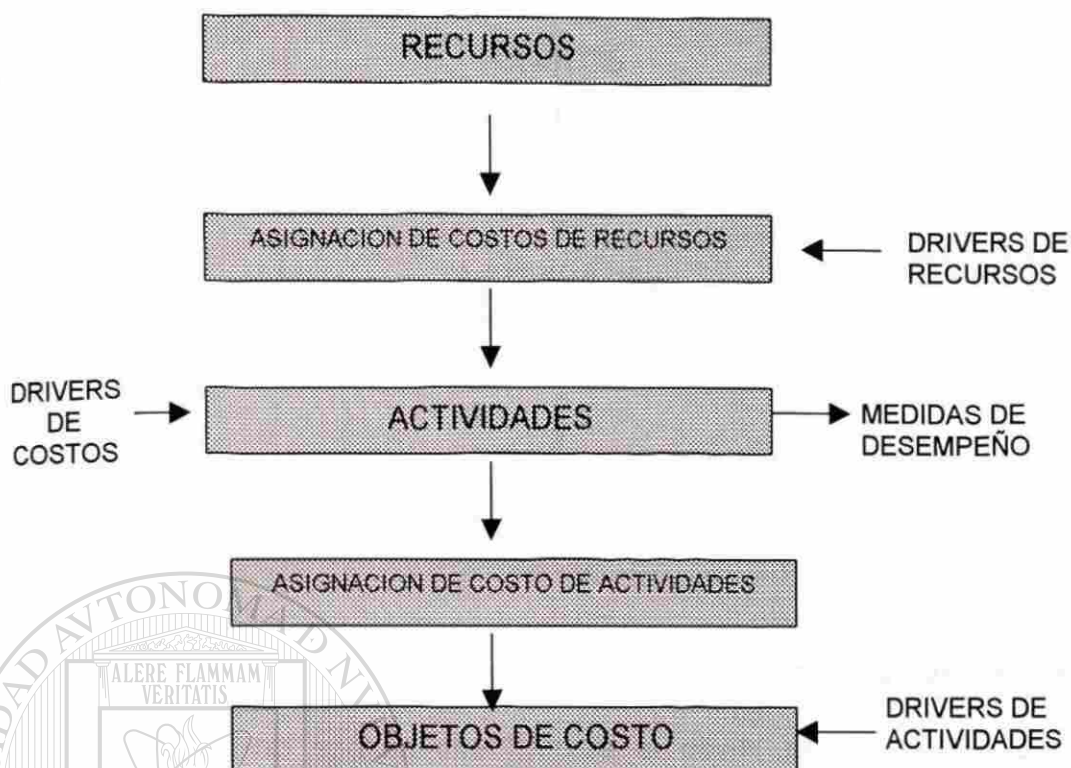 RECURSOS
ASIGNACION DE COSTOS DE RECURSOS
DRIVERS DE
RECURSOS
DRIVERS
DE
COSTOS
ACTIVIDADES
MEDIDAS DE
DESEMPEÑO
ASIGNACION DE COSTO DE ACTIVIDADES
ALERE FLAMMAM
VERITATIS
OBJETOS DE COSTO
DRIVERS DE
ACTIVIDADES